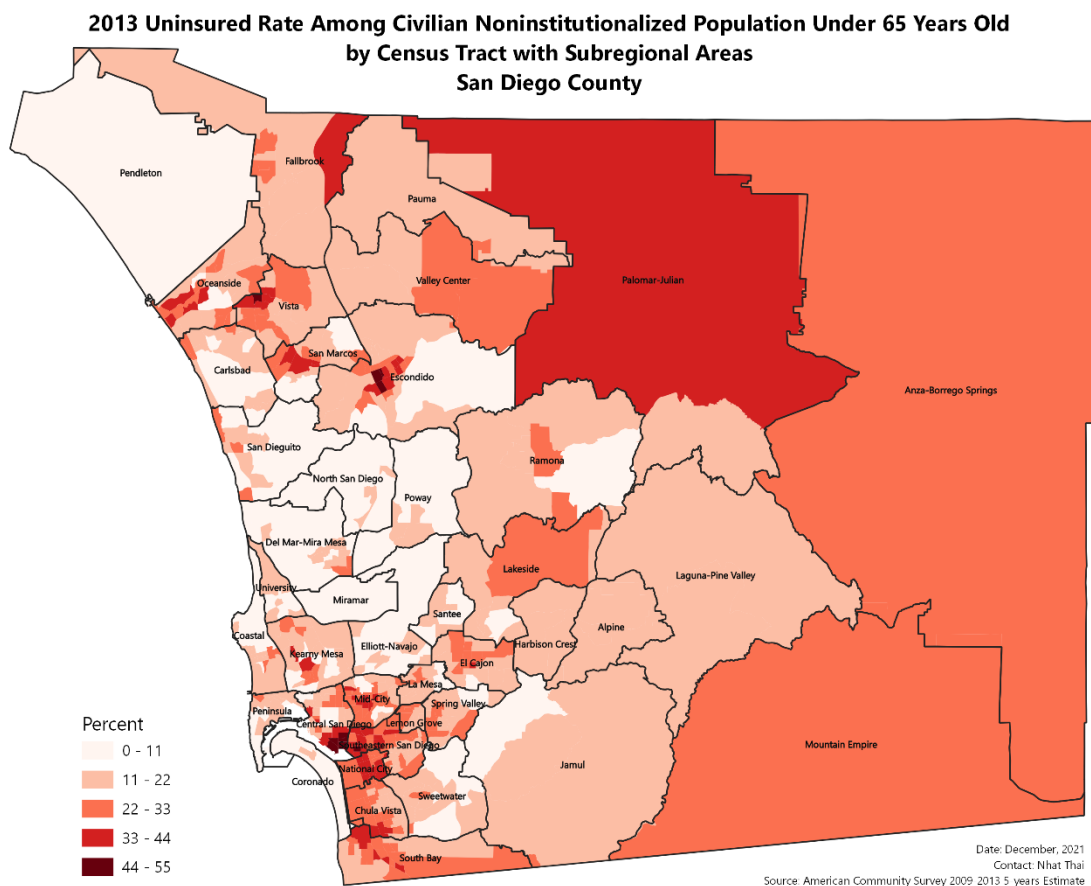 2013 Uninsured Rate Among Civilian Noninstitutionalized Population Under 65 Years Old
by Census Tract with Subregional Areas
San Diego County
Pendleton
Fallbrook
Pauma
Oceanside
Vista
Valley Center
Palomar-Julian
San Marcos
Carlsbad
Escondido
Anza-Borrego Springs
San Dieguito
Ramona
North San Diego
Poway
Del Mar-Mira Mesa
Lakeside
Laguna-Pine Valley
University
Miramar
Santee
Alpine
Coastal
Elliott-Navajo
Harbison Crest
Kearny Mesa
El Cajon
La Mesa
Mid-City
Spring Valley
Peninsula
Central San Diego
Lemon Grove
Southeastern San Diego
Mountain Empire
National City
Jamul
Coronado
Sweetwater
Chula Vista
South Bay
Percent
0 - 11
11 - 22
22 - 33
33 - 44
44 - 55
Date: December, 2021
Contact: Nhat Thai
Source: American Community Survey 2009 2013 5 years Estimate